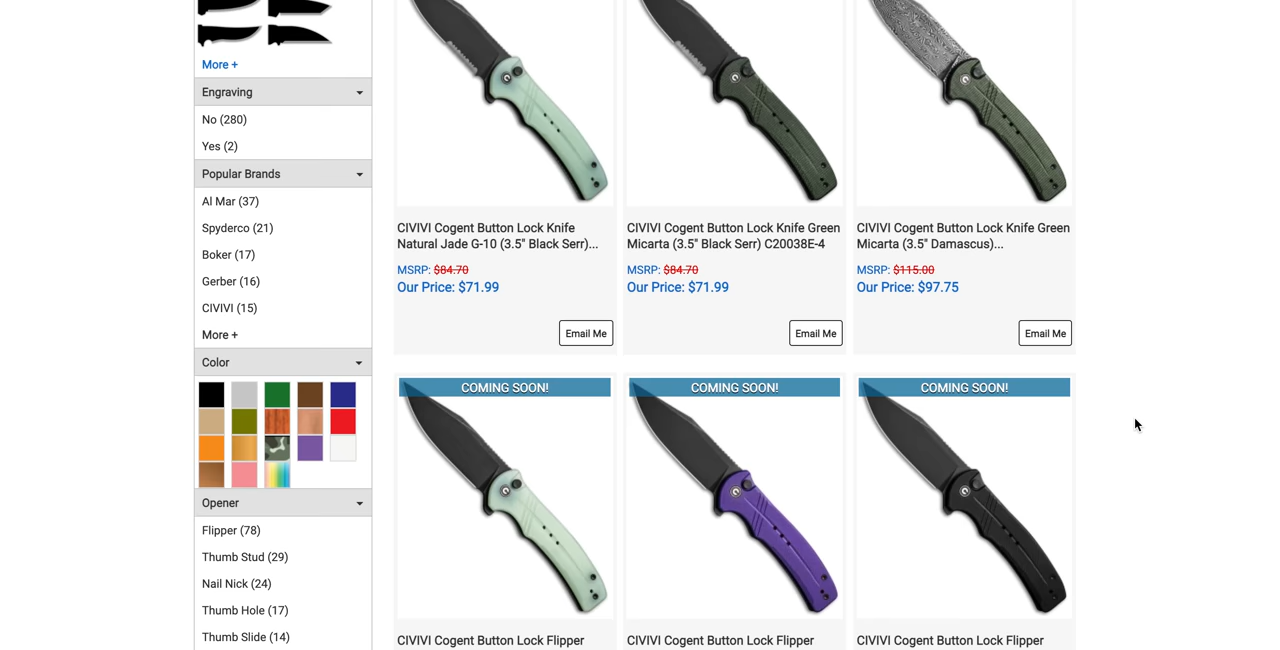 More +
Engraving
No (280)
Yes (2)
Popular Brands
Al Mar (37)
Spyderco (21)
Boker (17)
Gerber (16)
CIVIVI (15)
More +
Color
Opener
Flipper (78)
Thumb Stud (29)
Nail Nick (24)
Thumb Hole (17)
Thumb Slide (14)
CIVIVI Cogent Button Lock Knife
Natural Jade G-10 (3.5" Black Serr)...
MSRP: $84.70
Our Price: $71.99
Email Me
CIVIVI Cogent Button Lock Knife Green
Micarta (3.5" Black Serr) C20038E-4
MSRP: $84.70
Our Price: $71.99
Email Me
CIVIVI Cogent Button Lock Knife Green
Micarta (3.5" Damascus)...
MSRP: $115.00
Our Price: $97.75
Email Me
COMING SOON!
CIVIVI Cogent Button Lock Flipper
COMING SOON!
CIVIVI Cogent Button Lock Flipper
COMING SOON!
CIVIVI Cogent Button Lock Flipper